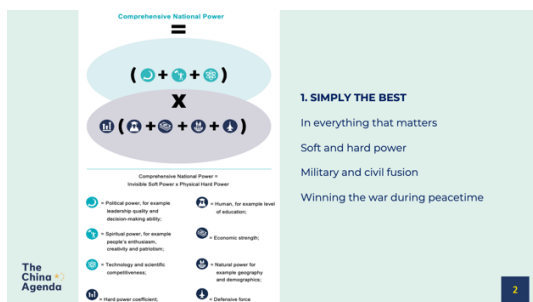 Comprehensive National Power
=
( + + )
X
( + + + + )
Comprehensive National Power =
Invisible Soft Power x Physical Hard Power
= Political power, for example
leadership quality and
decision-making ability;
= Spiritual power, for example
people's enthusiasm,
creativity and patriotism;
= Technology and scientific
competitiveness;
= Hard power coefficient;
= Human, for example level
of education;
= Economic strength;
= Natural power for
example geography
and demographics;
= Defensive force
1. SIMPLY THE BEST
In everything that matters
Soft and hard power
Military and civil fusion
Winning the war during peacetime
The
China
Agenda
2